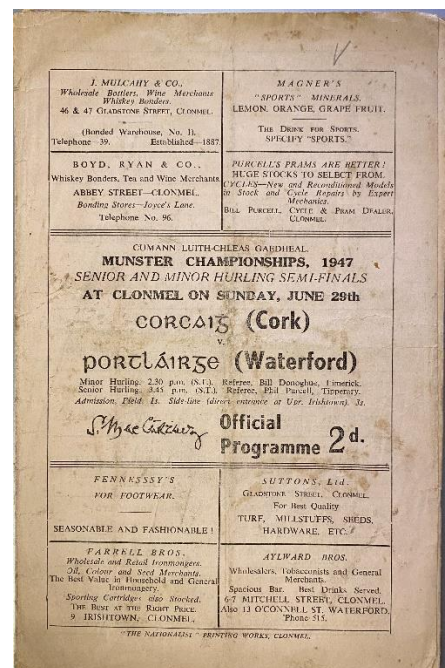 J. MULCAHY & CO.,
Wholesale Bottlers, Wine Merchants
Whiskey Bonders.
46 & 47 GLADSTONE STREET, CLONMEL.
(Bonded Warehouse, No. 1).
Telephone 39. Established—1887.
MAGNER'S
"SPORTS" MINERALS.
LEMON, ORANGE, GRAPE FRUIT.
THE DRINK FOR SPORTS.
SPECIFY "SPORTS."
BOYD, RYAN & CO.,
Whiskey Bonders, Tea and Wine Merchants
ABBEY STREET—CLONMEL.
Bonding Stores—Joyce's Lane.
Telephone No. 96.
PURCELL'S PRAMS ARE BETTER!
HUGE STOCKS TO SELECT FROM.
CYCLES—New and Reconditioned Models
in Stock and Cycle Repairs by Expert
Mechanics.
BILL PURCELL, CYCLE & PRAM DEALER,
CLONMEL.
CUMANN LUITH-CHLEAS GAEDHEAL.
MUNSTER CHAMPIONSHIPS, 1947
SENIOR AND MINOR HURLING SEMI-FINALS
AT CLONMEL ON SUNDAY, JUNE 29th
corcaiġ (Cork)
v.
portláirge (Waterford)
Minor Hurling, 2.30 p.m. (S.T.). Referee, Bill Donoghue, Limerick.
Senior Hurling, 3.45 p.m. (S.T.). Referee, Phil Purcell, Tipperary.
Admission, Field, 1s. Side-line (direct entrance at Upr. Irishtown), 3s.
Official
Programme 2d.
FENNESSY'S
FOR FOOTWEAR.
SEASONABLE AND FASHIONABLE!
SUTTONS, Ltd.
GLADSTONE STREET, CLONMEL.
For Best Quality
TURF, MILLSTUFFS, SEEDS,
HARDWARE, ETC.
FARRELL BROS.
Wholesale and Retail Ironmongers.
Oil, Colour and Seed Merchants.
The Best Value in Household and General
Ironmongery.
Sporting Cartridges also Stocked.
THE BEST AT THE RIGHT PRICE.
9 IRISHTOWN, CLONMEL.
AYLWARD BROS.
Wholesalers, Tobacconists and General
Merchants.
Spacious Bar. Best Drinks Served.
6-7 MITCHELL STREET, CLONMEL.
Also 13 O'CONNELL ST. WATERFORD.
'Phone 515.
"THE NATIONALIST" PRINTING WORKS, CLONMEL.